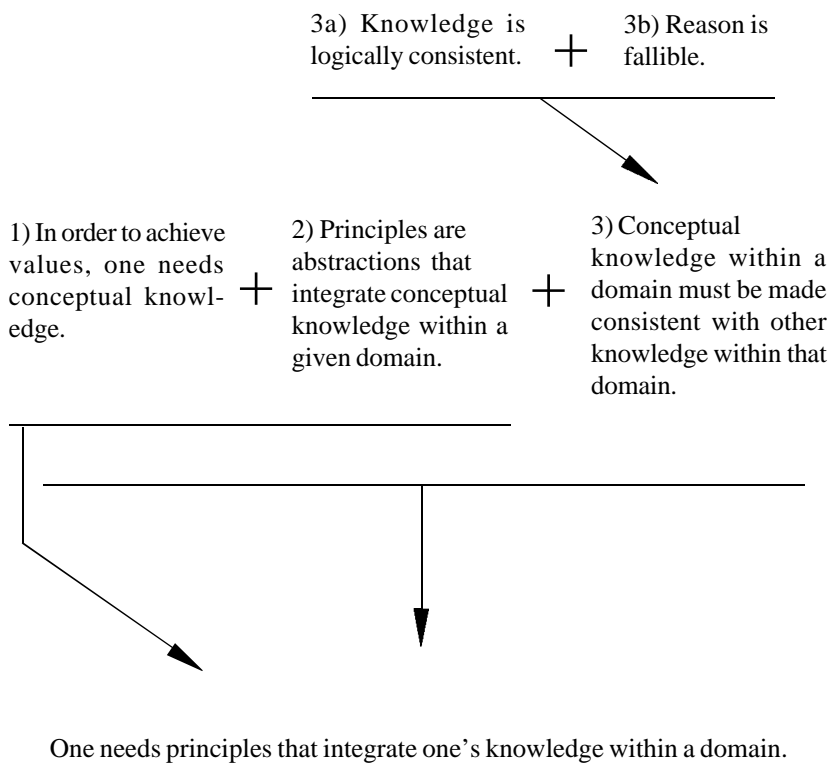 3a) Knowledge is
logically consistent.
+
3b) Reason is
fallible.
1) In order to achieve
values, one needs
conceptual knowl-
edge.
+
2) Principles are
abstractions that
integrate conceptual
knowledge within a
given domain.
+
3) Conceptual
knowledge within a
domain must be made
consistent with other
knowledge within that
domain.
One needs principles that integrate one’s knowledge within a domain.